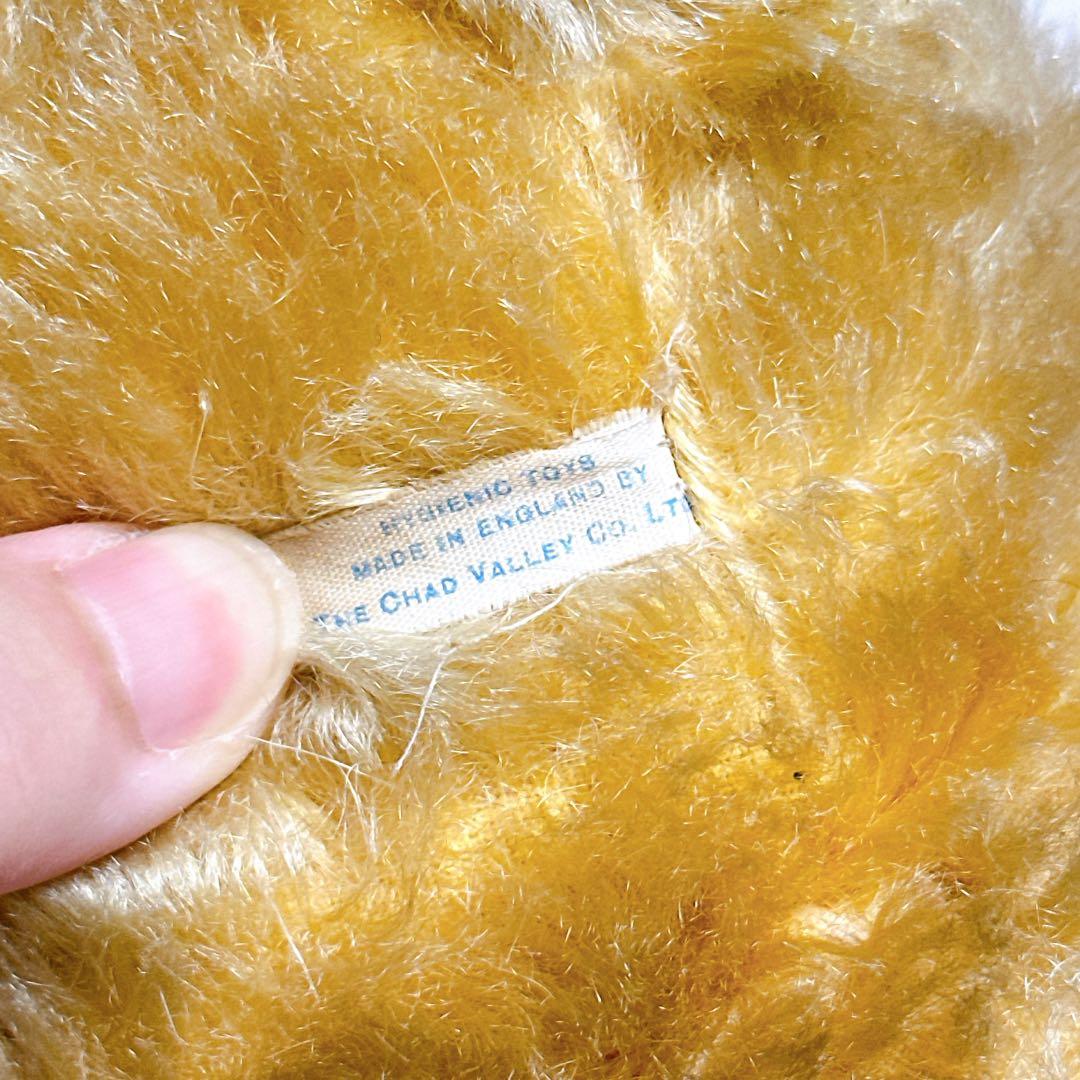 HYGIENIC TOYS
MADE IN ENGLAND BY
THE CHAD VALLEY CO. LTD